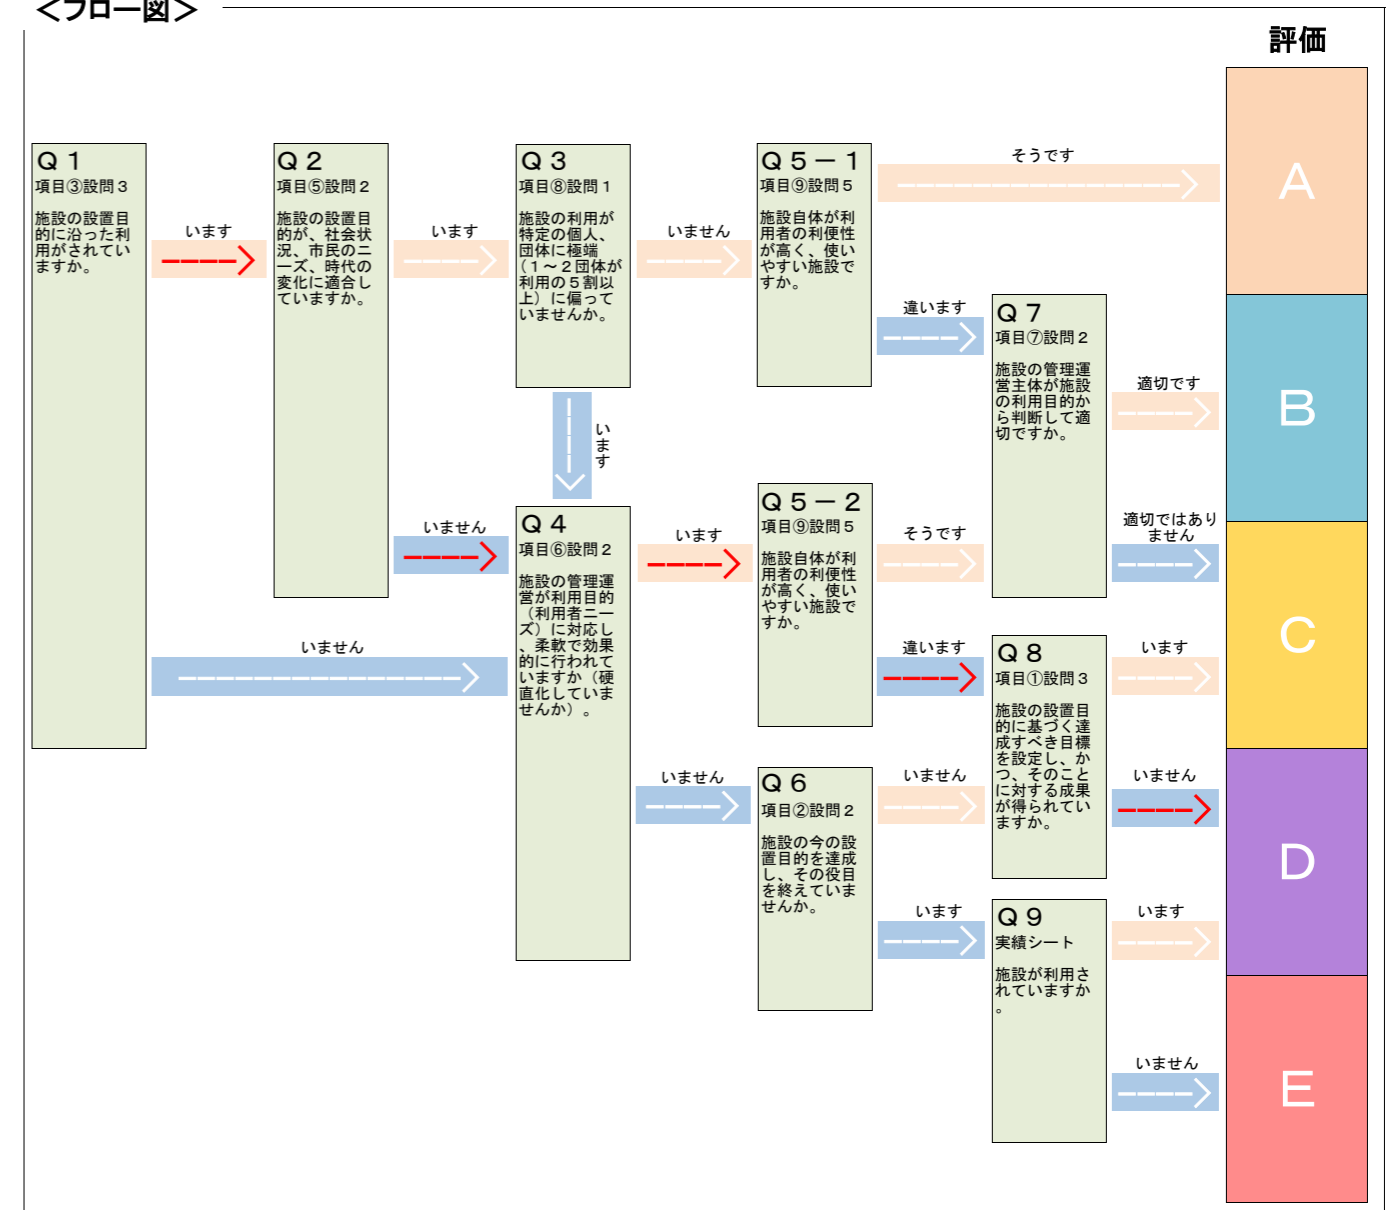 ＜フロー図＞
評価
Ｑ１
項目③設問３
施設の設置目
的に沿った利
用がされてい
ますか。
います
いません
Ｑ２
項目⑤設問２
施設の設置目
的が、社会状
況、市民のニ
ーズ、時代の
変化に適合し
ていますか。
います
いません
Ｑ３
項目⑧設問１
施設の利用が
特定の個人、
団体に極端
（１～２団体が
利用の５割以
上）に偏って
いませんか。
いません
います
Ｑ４
項目⑥設問２
施設の管理運
営が利用目的
（利用者ニー
ズ）に対応し
、柔軟で効果
的に行われて
いますか（硬
直化していま
せんか）。
います
いません
Ｑ５－１
項目⑨設問５
施設自体が利
用者の利便性
が高く、使い
やすい施設で
すか。
そうです
違います
Ｑ５－２
項目⑨設問５
施設自体が利
用者の利便性
が高く、使い
やすい施設で
すか。
そうです
違います
Ｑ６
項目②設問２
施設の今の設
置目的を達成
し、その役目
を終えていま
せんか。
いません
います
Ｑ７
項目⑦設問２
施設の管理運
営主体が施設
の利用目的か
ら判断して適
切ですか。
適切です
適切ではあり
ません
Ｑ８
項目①設問３
施設の設置目
的に基づく達
成すべき目標
を設定し、か
つ、そのこと
に対する成果
が得られてい
ますか。
います
いません
Ｑ９
実績シート
施設が利用さ
れていますか
。
います
いません
Ａ
Ｂ
Ｃ
Ｄ
Ｅ